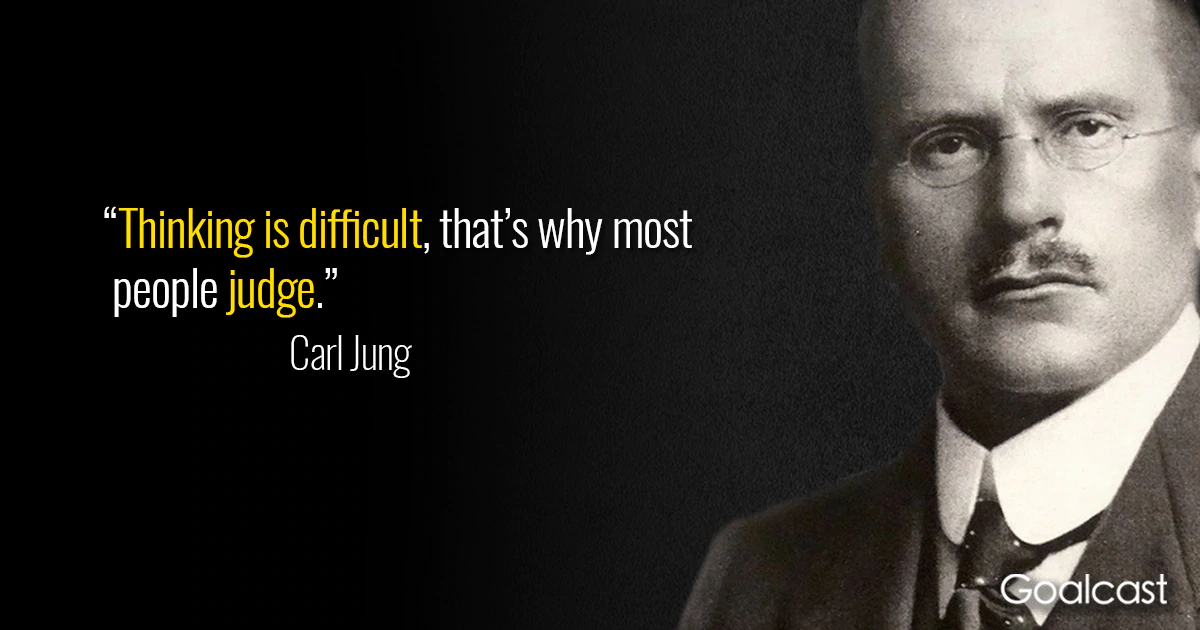 “Thinking is difficult, that’s why most
people judge.”
Carl Jung
Goalcast